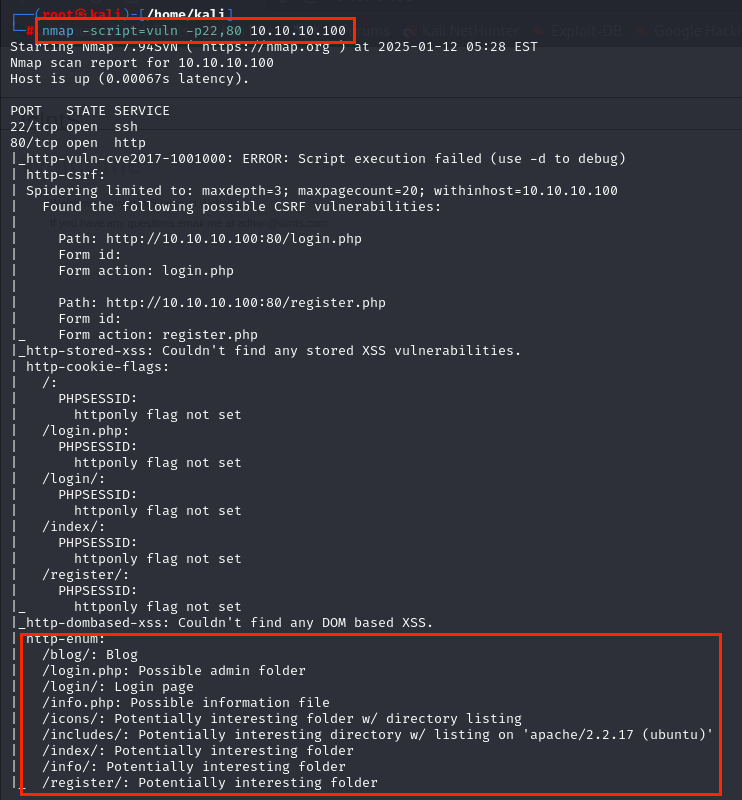 ┌──(root㉿kali)-[/home/kali]
└─# nmap -script=vuln -p22,80 10.10.10.100
Starting Nmap 7.94SVN ( https://nmap.org ) at 2025-01-12 05:28 EST
Nmap scan report for 10.10.10.100
Host is up (0.00067s latency).

PORT   STATE SERVICE
22/tcp open  ssh
80/tcp open  http
|_http-vuln-cve2017-1001000: ERROR: Script execution failed (use -d to debug)
| http-csrf:
| Spidering limited to: maxdepth=3; maxpagecount=20; withinhost=10.10.10.100
|   Found the following possible CSRF vulnerabilities:
|
|     Path: http://10.10.10.100:80/login.php
|     Form id:
|     Form action: login.php
|
|     Path: http://10.10.10.100:80/register.php
|     Form id:
|_    Form action: register.php
|_http-stored-xss: Couldn't find any stored XSS vulnerabilities.
| http-cookie-flags:
|   /:
|     PHPSESSID:
|       httponly flag not set
|   /login.php:
|     PHPSESSID:
|       httponly flag not set
|   /login/:
|     PHPSESSID:
|       httponly flag not set
|   /index/:
|     PHPSESSID:
|       httponly flag not set
|   /register/:
|     PHPSESSID:
|_      httponly flag not set
|_http-dombased-xss: Couldn't find any DOM based XSS.
| http-enum:
|   /blog/: Blog
|   /login.php: Possible admin folder
|   /login/: Login page
|   /info.php: Possible information file
|   /icons/: Potentially interesting folder w/ directory listing
|   /includes/: Potentially interesting directory w/ listing on 'apache/2.2.17 (ubuntu)'
|   /index/: Potentially interesting folder
|   /info/: Potentially interesting folder
|_  /register/: Potentially interesting folder
Kali NetHunter
Exploit-DB
Google Hacki